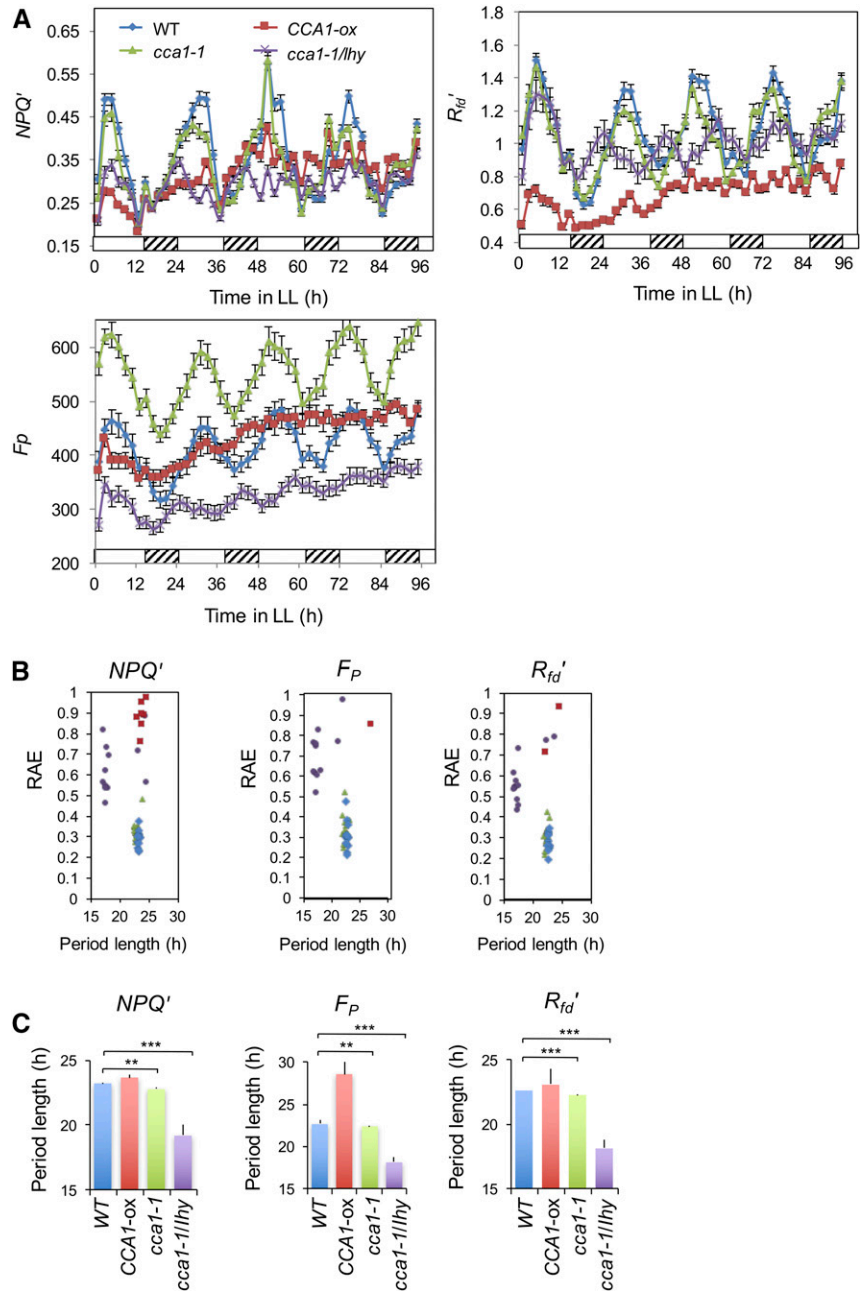 A
WT
CCA1-ox
cca1-1
cca1-1/lhy
NPQ'
0.65
0.55
0.45
0.35
0.25
0.15
0 12 24 36 48 60 72 84 96
Time in LL (h)
Rfd'
1.6
1.4
1.2
1
0.8
0.6
0.4
0 12 24 36 48 60 72 84 96
Time in LL (h)
Fp
600
500
400
300
200
0 12 24 36 48 60 72 84 96
Time in LL (h)
B
NPQ'
RAE
1
0.9
0.8
0.7
0.6
0.5
0.4
0.3
0.2
0.1
0
15 20 25 30
Period length (h)
FP
RAE
1
0.9
0.8
0.7
0.6
0.5
0.4
0.3
0.2
0.1
0
15 20 25 30
Period length (h)
Rfd'
RAE
1
0.9
0.8
0.7
0.6
0.5
0.4
0.3
0.2
0.1
0
15 20 25 30
Period length (h)
C
NPQ'
Period length (h)
25
23
21
19
17
15
***
**
WT
CCA1-ox
cca1-1
cca1-1/lhy
FP
Period length (h)
30
27
24
21
18
15
***
**
WT
CCA1-ox
cca1-1
cca1-1/lhy
Rfd'
Period length (h)
25
20
15
***
***
WT
CCA1-ox
cca1-1
cca1-1/lhy